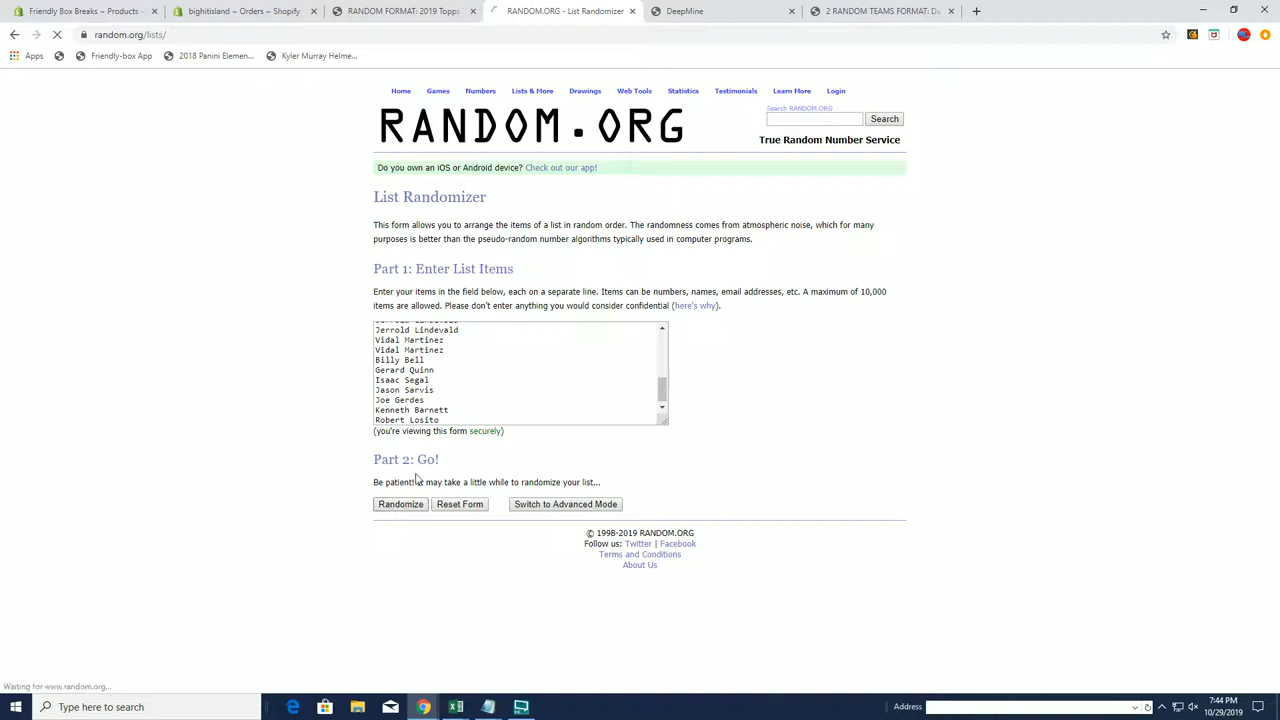 Friendly Box Breaks ~ Products ~
bighitisland ~ Orders ~ Shopify
RANDOM FORMAT: 2019 Topps
RANDOM.ORG - List Randomizer
DeepMine
2 RANDOM TEAMS FORMAT: Da
random.org/lists/
Apps
Friendly-box App
2018 Panini Elemen...
Kyler Murray Helme...
Home Games Numbers Lists & More Drawings Web Tools Statistics Testimonials Learn More Login
Search RANDOM.ORG
Search
RANDOM.ORG
True Random Number Service
Do you own an iOS or Android device? Check out our app!
List Randomizer
This form allows you to arrange the items of a list in random order. The randomness comes from atmospheric noise, which for many
purposes is better than the pseudo-random number algorithms typically used in computer programs.
Part 1: Enter List Items
Enter your items in the field below, each on a separate line. Items can be numbers, names, email addresses, etc. A maximum of 10,000
items are allowed. Please don't enter anything you would consider confidential (here's why).
Jerrold Lindevald
Vidal Martinez
Vidal Martinez
Billy Bell
Gerard Quinn
Isaac Segal
Jason Sarvis
Joe Gerdes
Kenneth Barnett
Robert Losito
(you're viewing this form securely)
Part 2: Go!
Be patient! It may take a little while to randomize your list...
Randomize Reset Form Switch to Advanced Mode
© 1998-2019 RANDOM.ORG
Follow us: Twitter | Facebook
Terms and Conditions
About Us
Waiting for www.random.org...
Type here to search
Address
7:44 PM
10/29/2019